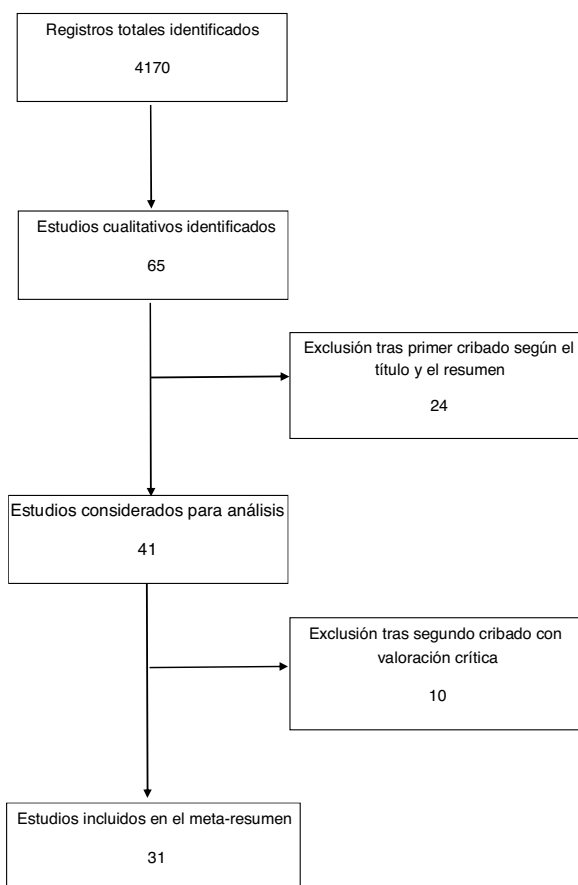 Registros totales identificados
4170
Estudios cualitativos identificados
65
Exclusión tras primer cribado según el
título y el resumen
24
Estudios considerados para análisis
41
Exclusión tras segundo cribado con
valoración crítica
10
Estudios incluidos en el meta-resumen
31